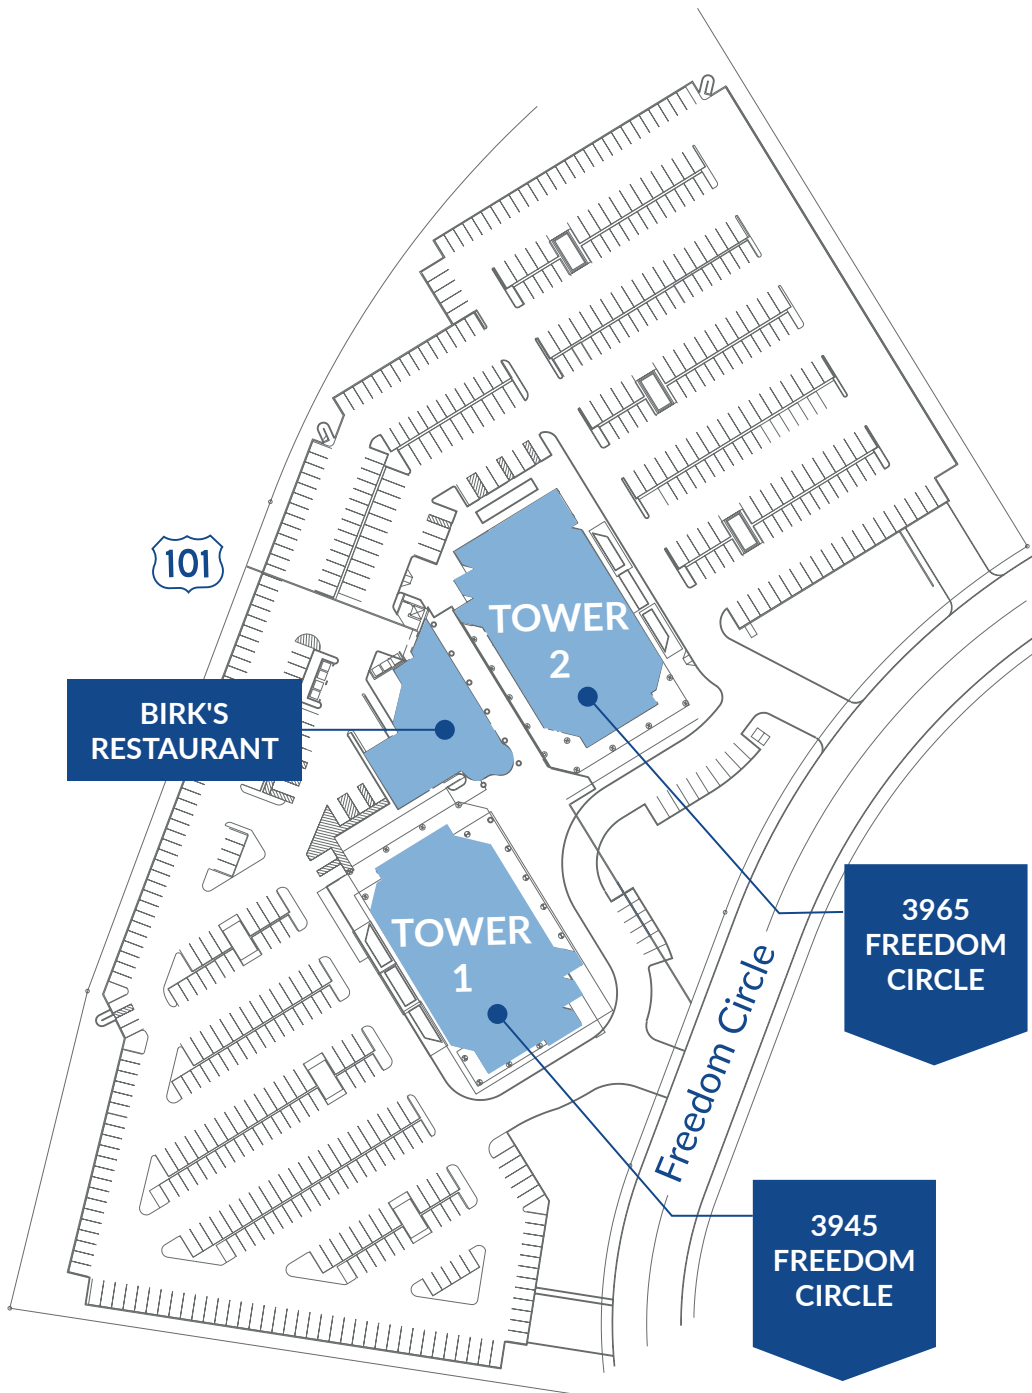 101
TOWER
2
BIRK'S
RESTAURANT
3965
FREEDOM
CIRCLE
TOWER
1
Freedom Circle
3945
FREEDOM
CIRCLE